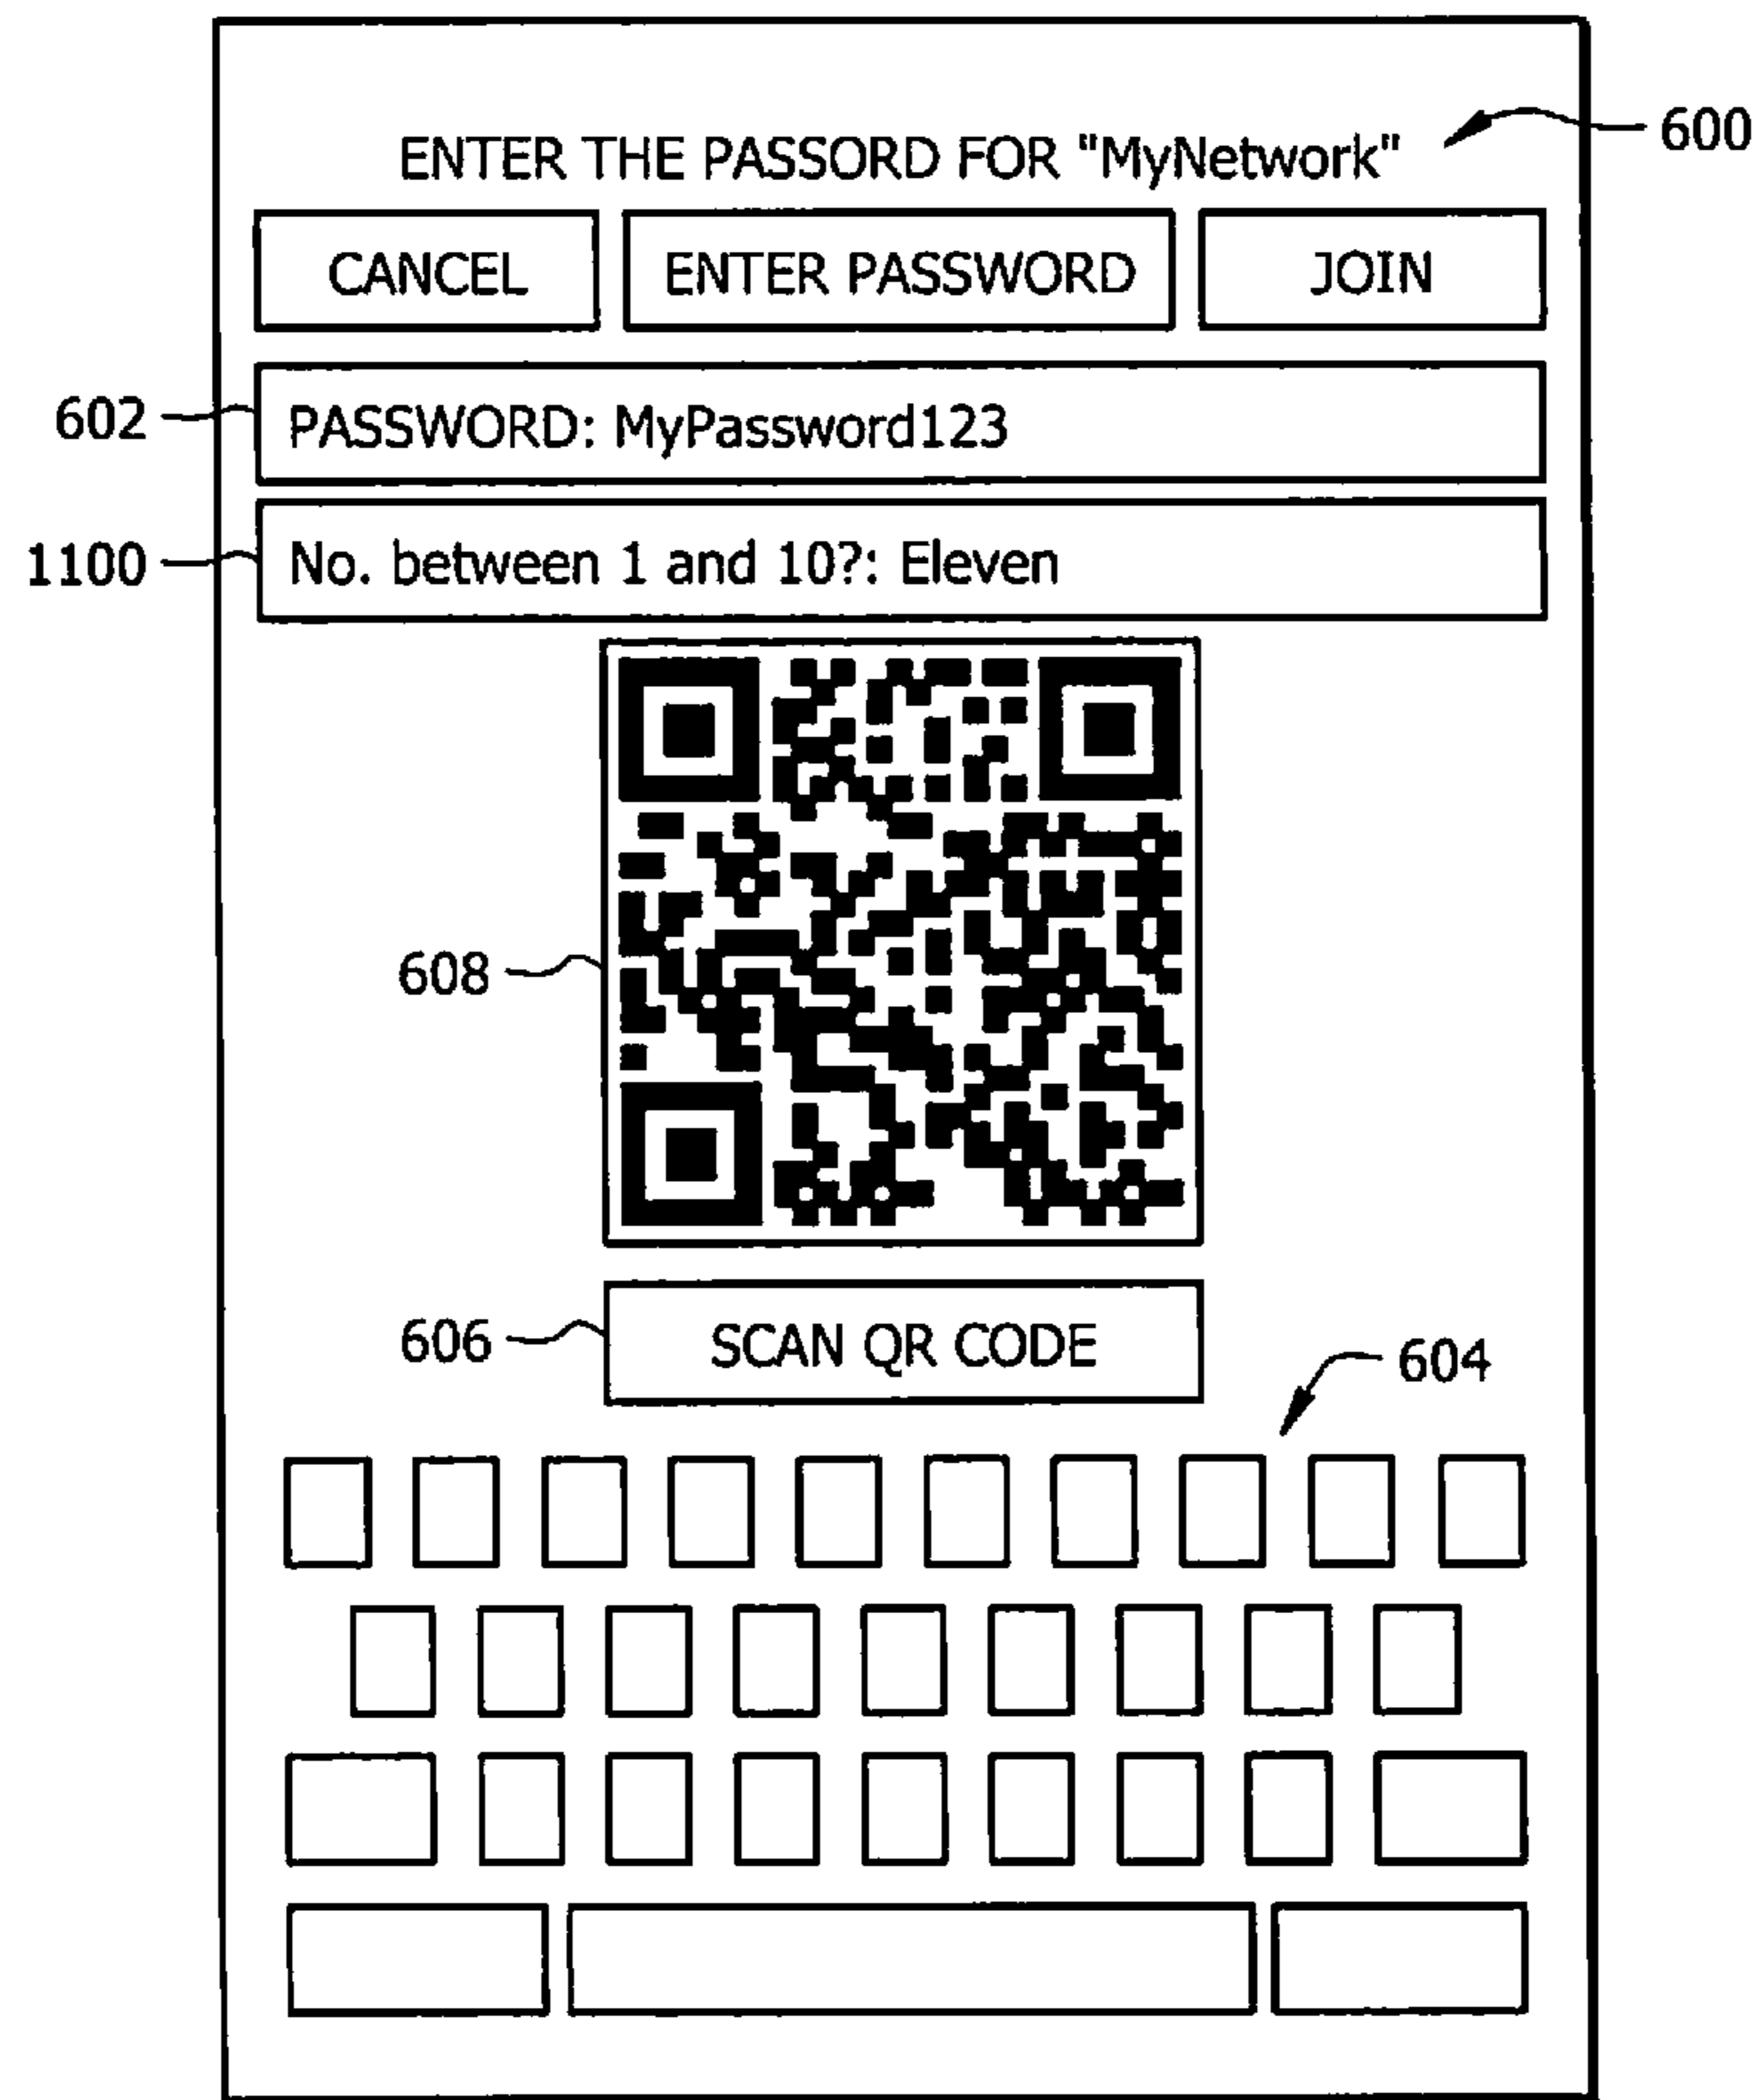 ENTER THE PASSORD FOR "MyNetwork"
600
CANCEL
ENTER PASSWORD
JOIN
602
PASSWORD: MyPassword123
1100
No. between 1 and 10?: Eleven
608
606
SCAN QR CODE
604